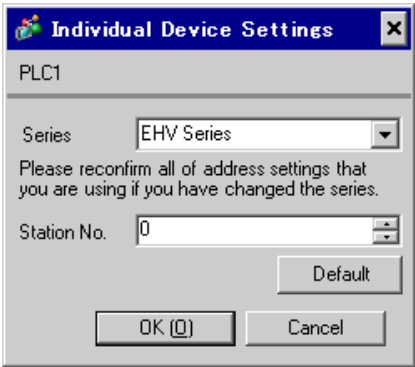 Individual Device Settings
PLC1
Series EHV Series
Please reconfirm all of address settings that
you are using if you have changed the series.
Station No. 0
Default
OK (O) Cancel